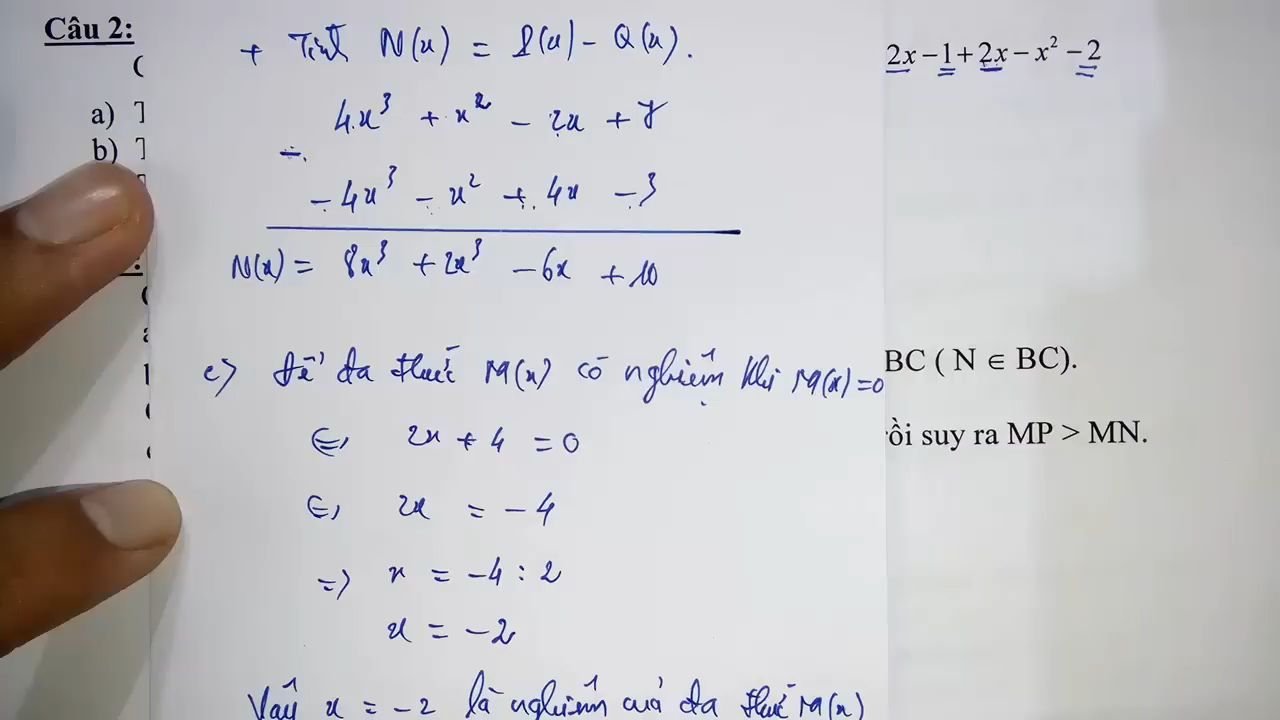 Câu 2:
+ Tính N(x) = P(x) - Q(x).
2x - 1 + 2x - x² - 2
a)
b)
4x³ + x² - 2x + 7
-
- 4x³ - x² + 4x - 3
N(x) = 8x³ + 2x³ - 6x + 10
c) Để đa thức M(x) có nghiệm khi M(x) = 0
BC ( N ∈ BC).
⇔ 2x + 4 = 0
ồi suy ra MP > MN.
⇔ 2x = -4
=> x = -4 : 2
x = -2
Vậy x = -2 là nghiệm của đa thức M(x)